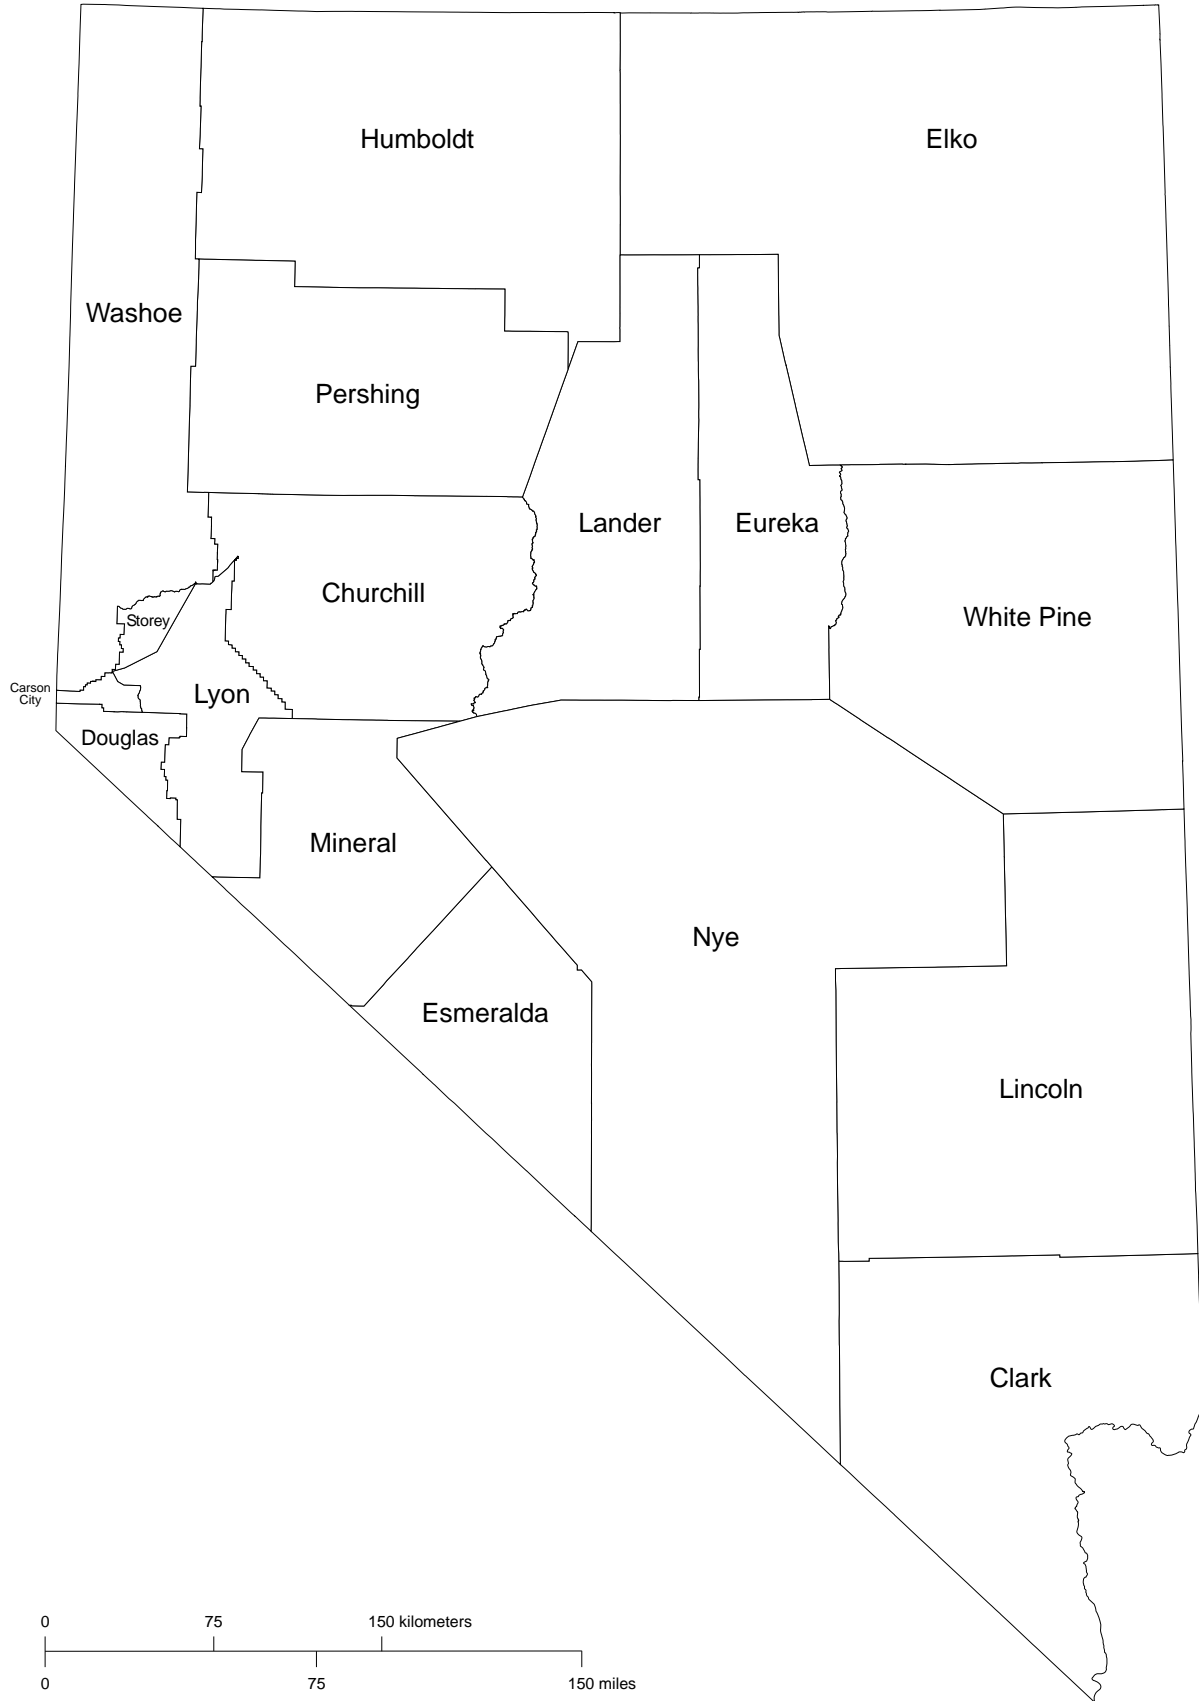 Humboldt
Elko
Washoe
Pershing
Lander
Eureka
Churchill
Storey
White Pine
Carson
City
Lyon
Douglas
Mineral
Nye
Esmeralda
Lincoln
Clark
0 75 150 kilometers
0 75 150 miles